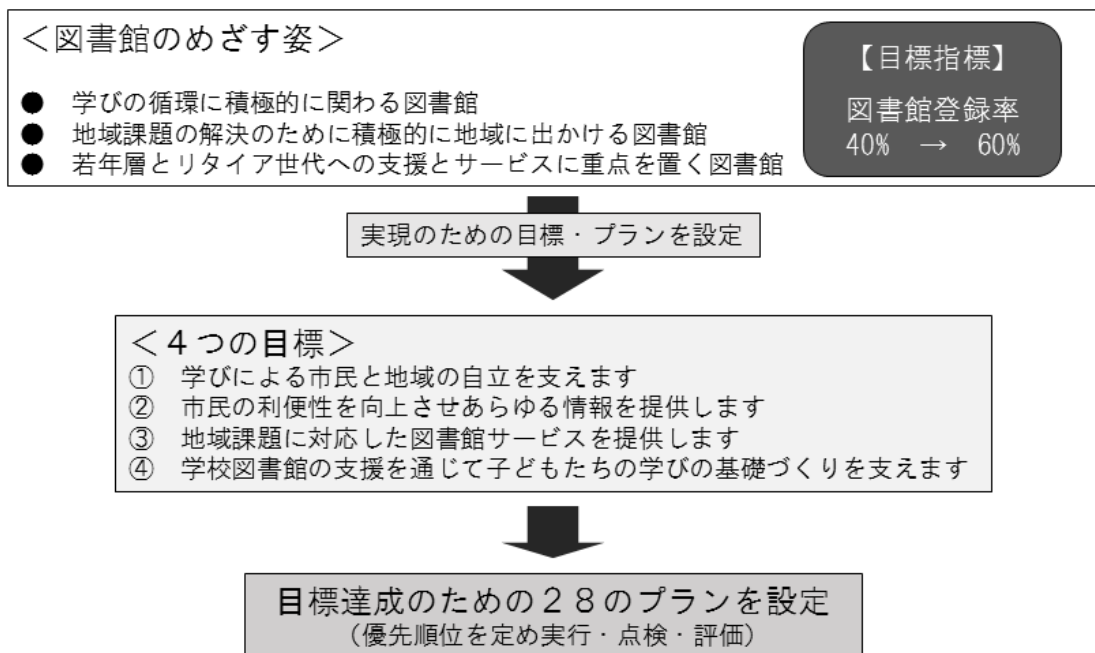 ＜図書館のめざす姿＞
● 学びの循環に積極的に関わる図書館
● 地域課題の解決のために積極的に地域に出かける図書館
● 若年層とリタイア世代への支援とサービスに重点を置く図書館
【目標指標】
図書館登録率
40% → 60%
実現のための目標・プランを設定
＜４つの目標＞
① 学びによる市民と地域の自立を支えます
② 市民の利便性を向上させあらゆる情報を提供します
③ 地域課題に対応した図書館サービスを提供します
④ 学校図書館の支援を通じて子どもたちの学びの基礎づくりを支えます
目標達成のための２８のプランを設定
（優先順位を定め実行・点検・評価）